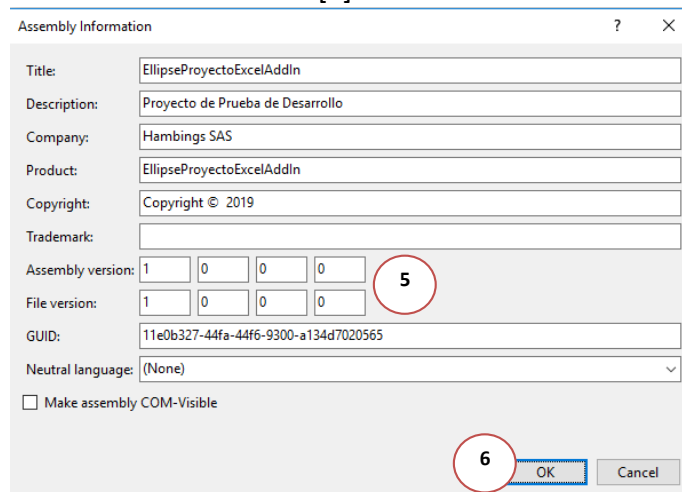 Assembly Information ? ×
Title: EllipseProyectoExcelAddIn
Description: Proyecto de Prueba de Desarrollo
Company: Hambings SAS
Product: EllipseProyectoExcelAddIn
Copyright: Copyright © 2019
Trademark:
Assembly version: 1 0 0 0
5
File version: 1 0 0 0
GUID: 11e0b327-44fa-44f6-9300-a134d7020565
Neutral language: (None)
Make assembly COM-Visible
6
OK Cancel